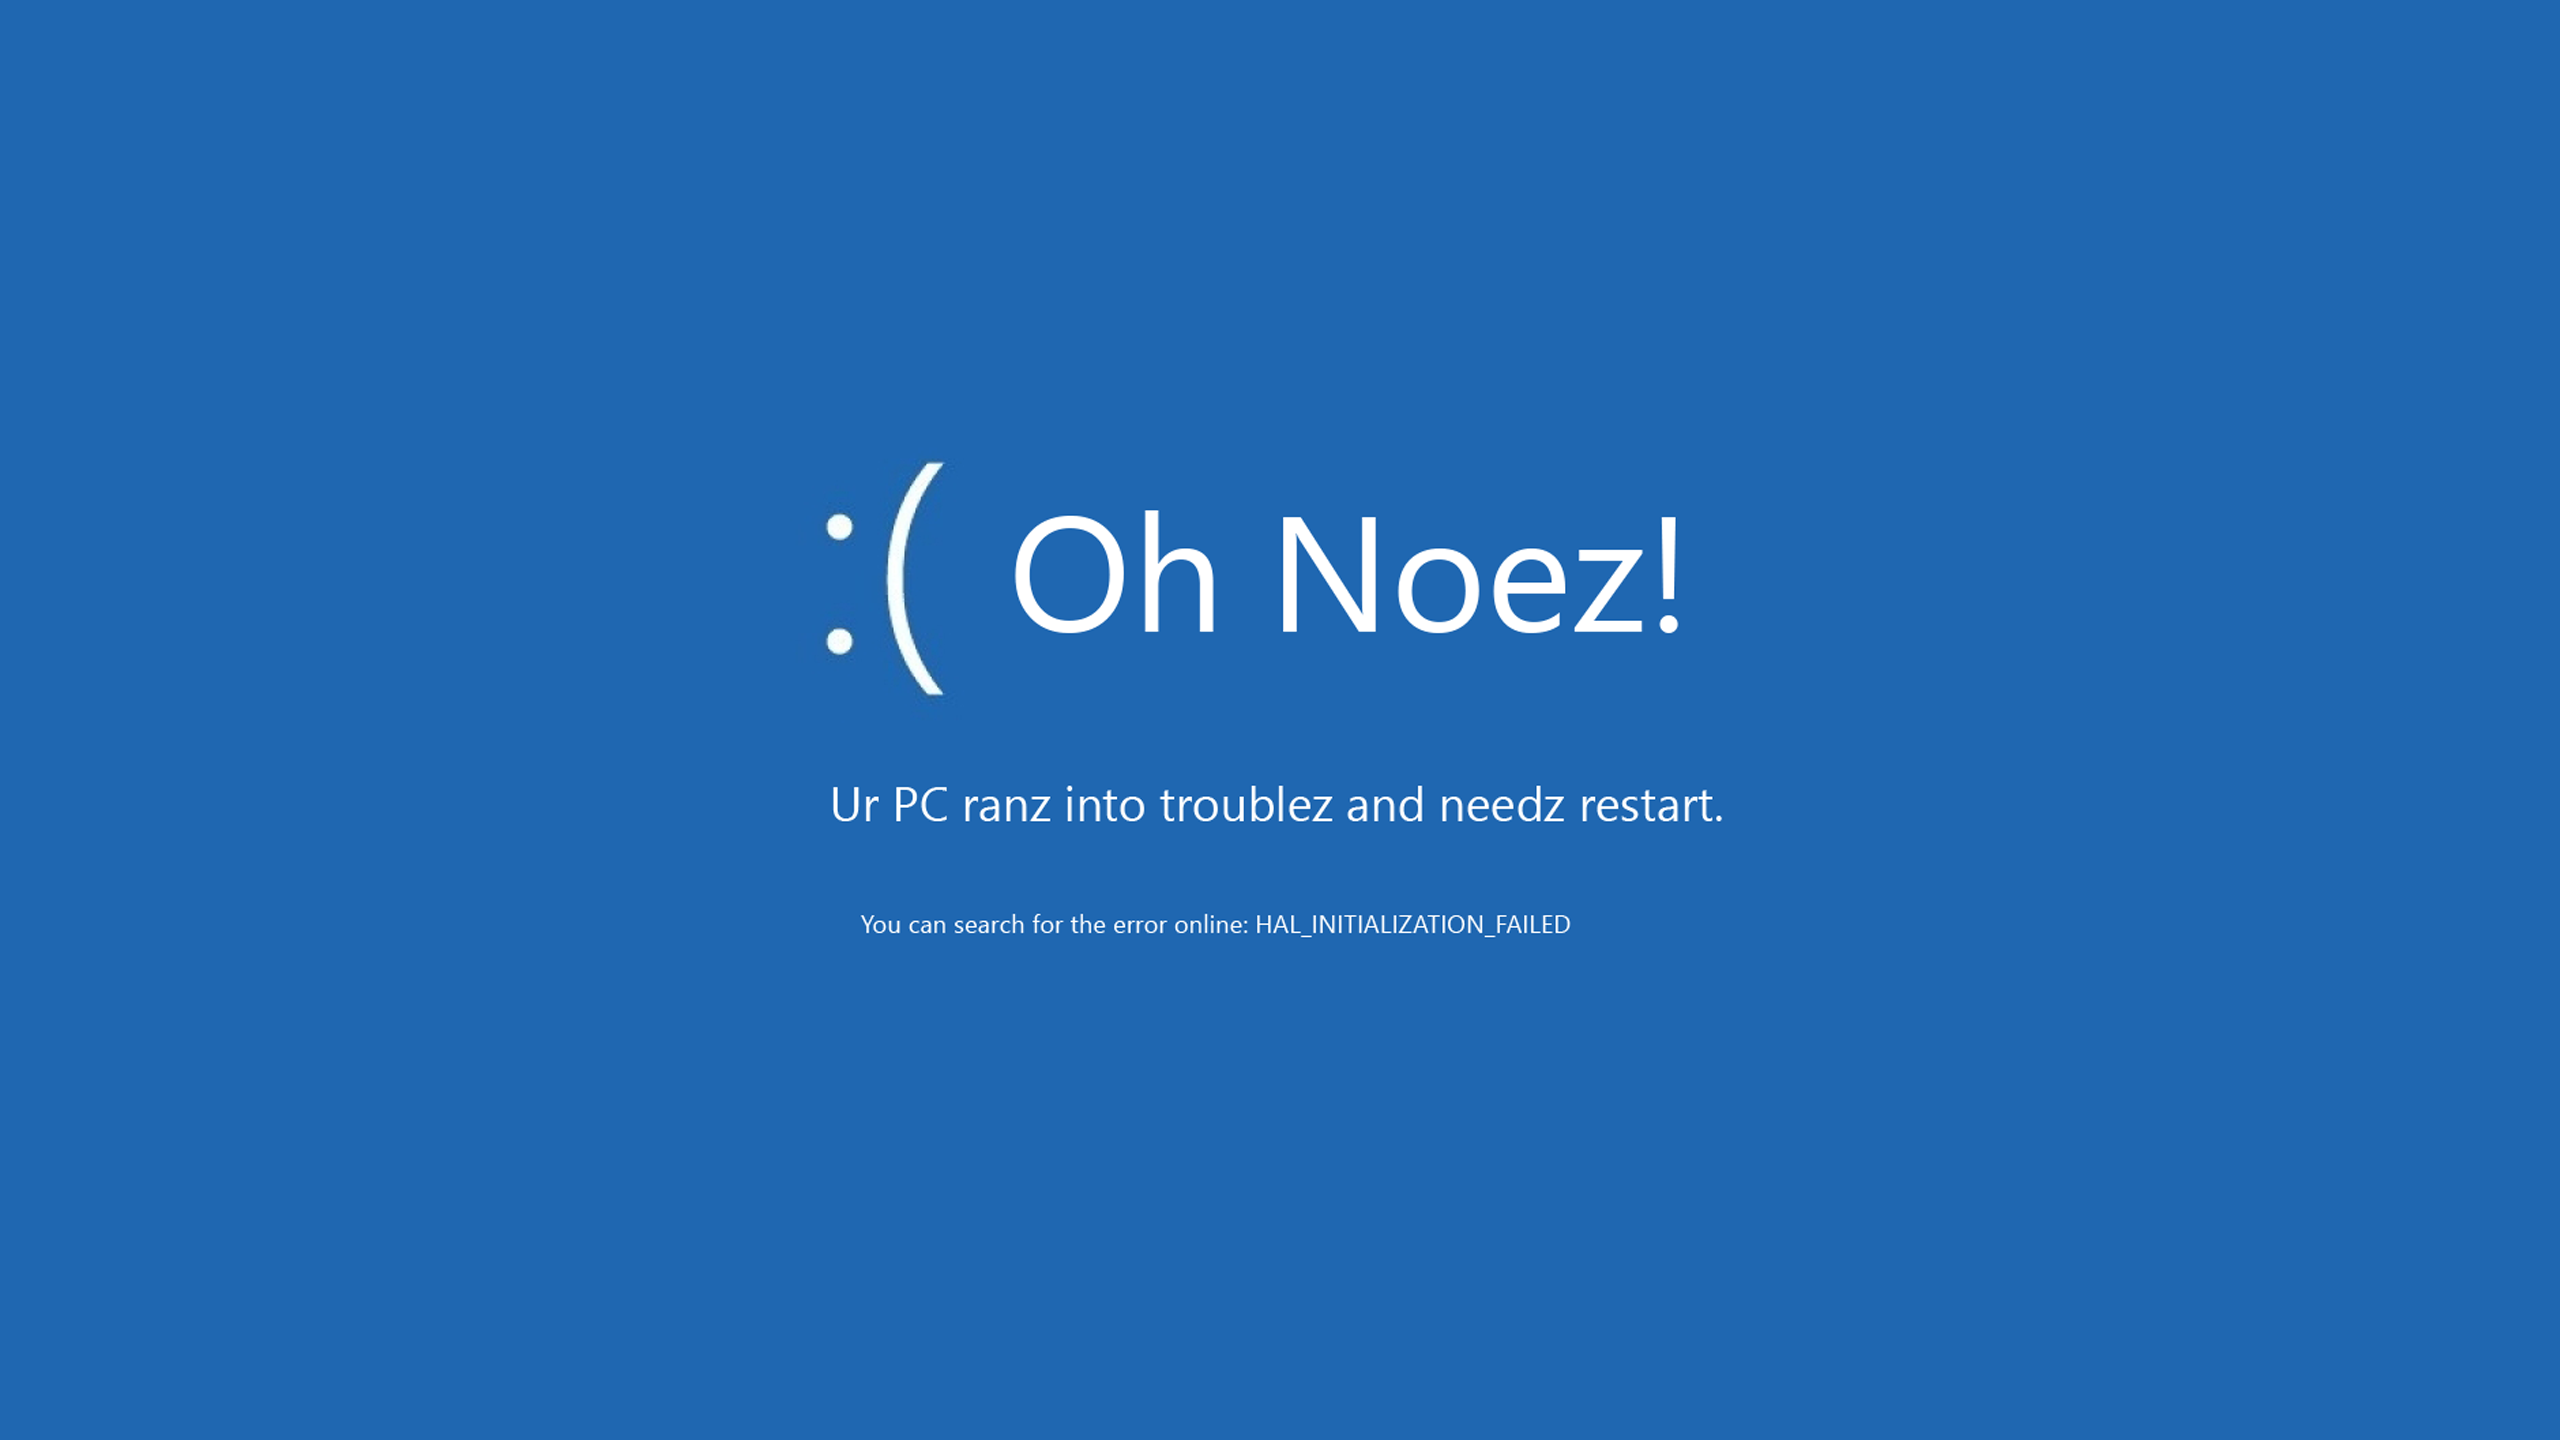 :( Oh Noez!
Ur PC ranz into troublez and needz restart.
You can search for the error online: HAL_INITIALIZATION_FAILED